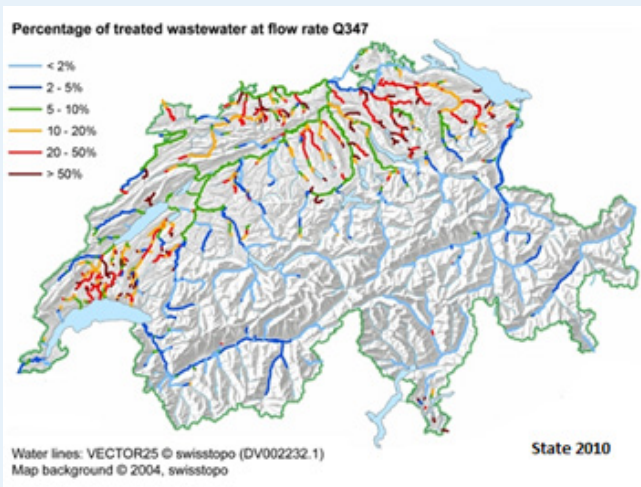 Percentage of treated wastewater at flow rate Q347
< 2%
2 - 5%
5 - 10%
10 - 20%
20 - 50%
> 50%
State 2010
Water lines: VECTOR25 © swisstopo (DV002232.1)
Map background © 2004, swisstopo